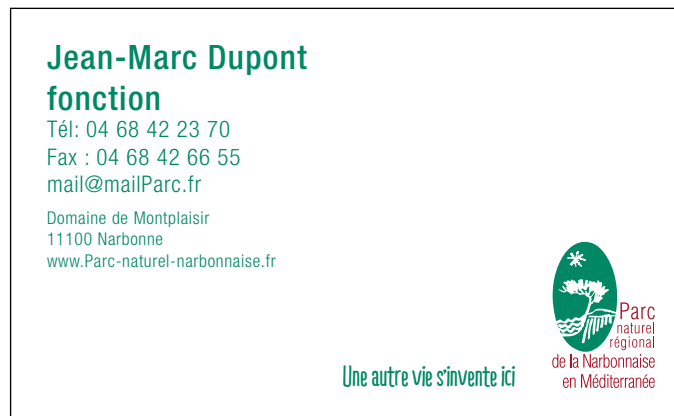 Jean-Marc Dupont
fonction
Tél: 04 68 42 23 70
Fax : 04 68 42 66 55
mail@mailParc.fr
Domaine de Montplaisir
11100 Narbonne
www.Parc-naturel-narbonnaise.fr
Une autre vie s'invente ici
Parc
naturel
régional
de la Narbonnaise
en Méditerranée